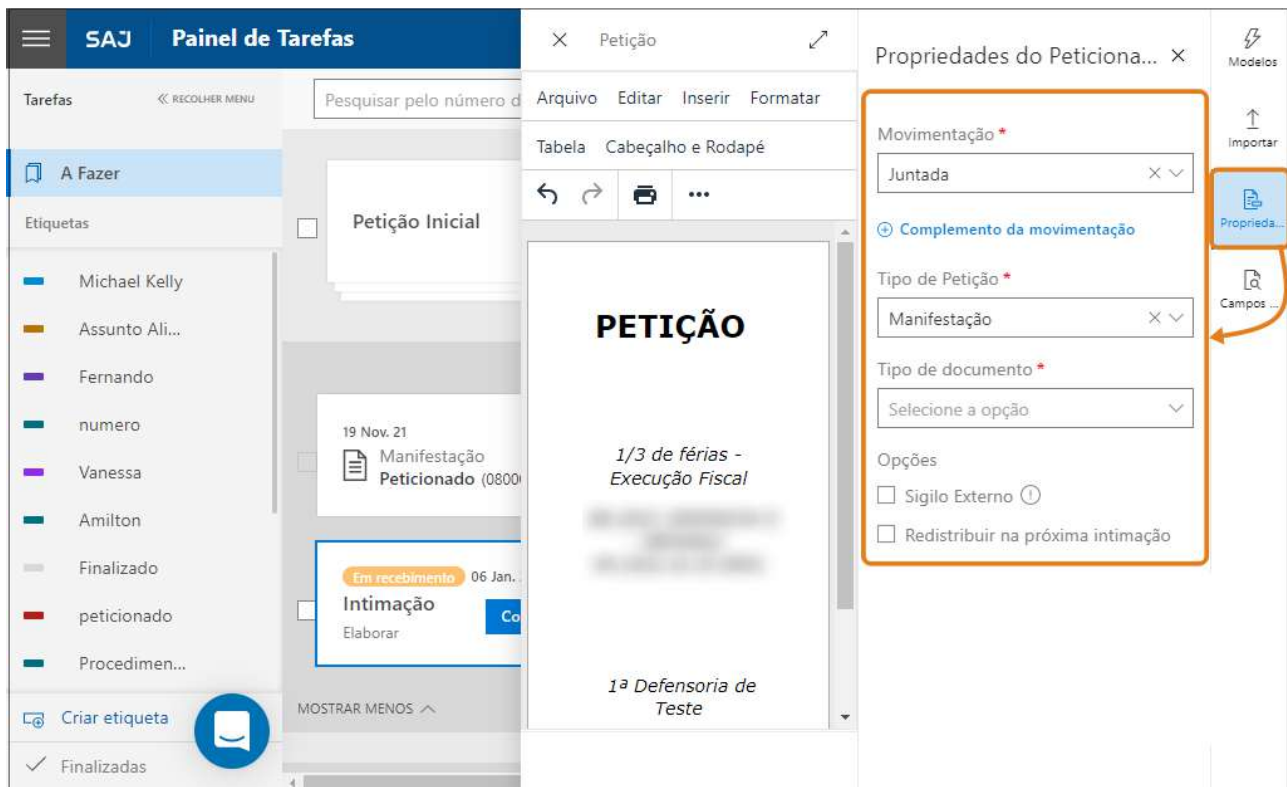 SAJ
Painel de Tarefas
Tarefas
RECOLHER MENU
A Fazer
Etiquetas
Michael Kelly
Assunto Ali...
Fernando
numero
Vanessa
Amilton
Finalizado
peticionado
Procedimen...
Criar etiqueta
Finalizadas
Pesquisar pelo número d
Petição Inicial
19 Nov. 21
Manifestação
Peticionado (0800
Em recebimento 06 Jan.
Intimação
Elaborar
Co
MOSTRAR MENOS
Petição
Arquivo Editar Inserir Formatar
Tabela Cabeçalho e Rodapé
PETIÇÃO
1/3 de férias -
Execução Fiscal
1ª Defensoria de
Teste
Propriedades do Peticiona...
Movimentação *
Juntada
Complemento da movimentação
Tipo de Petição *
Manifestação
Tipo de documento *
Selecione a opção
Opções
Sigilo Externo
Redistribuir na próxima intimação
Modelos
Importar
Proprieda...
Campos ...